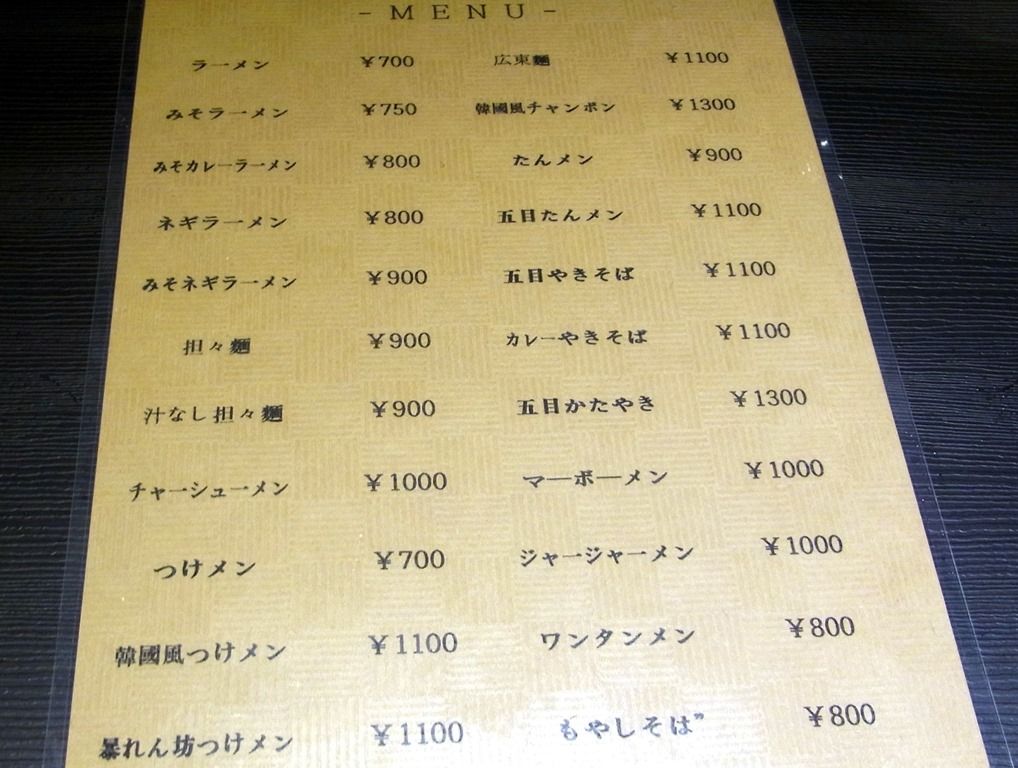 - M E N U -
ラーメン ¥700 広東麺 ¥1100
みそラーメン ¥750 韓國風チャンポン ¥1300
みそカレーラーメン ¥800 たんメン ¥900
ネギラーメン ¥800 五目たんメン ¥1100
みそネギラーメン ¥900 五目やきそば ¥1100
担々麺 ¥900 カレーやきそば ¥1100
汁なし担々麺 ¥900 五目かたやき ¥1300
チャーシューメン ¥1000 マーボーメン ¥1000
つけメン ¥700 ジャージャーメン ¥1000
韓國風つけメン ¥1100 ワンタンメン ¥800
暴れん坊つけメン ¥1100 もやしそば ¥800